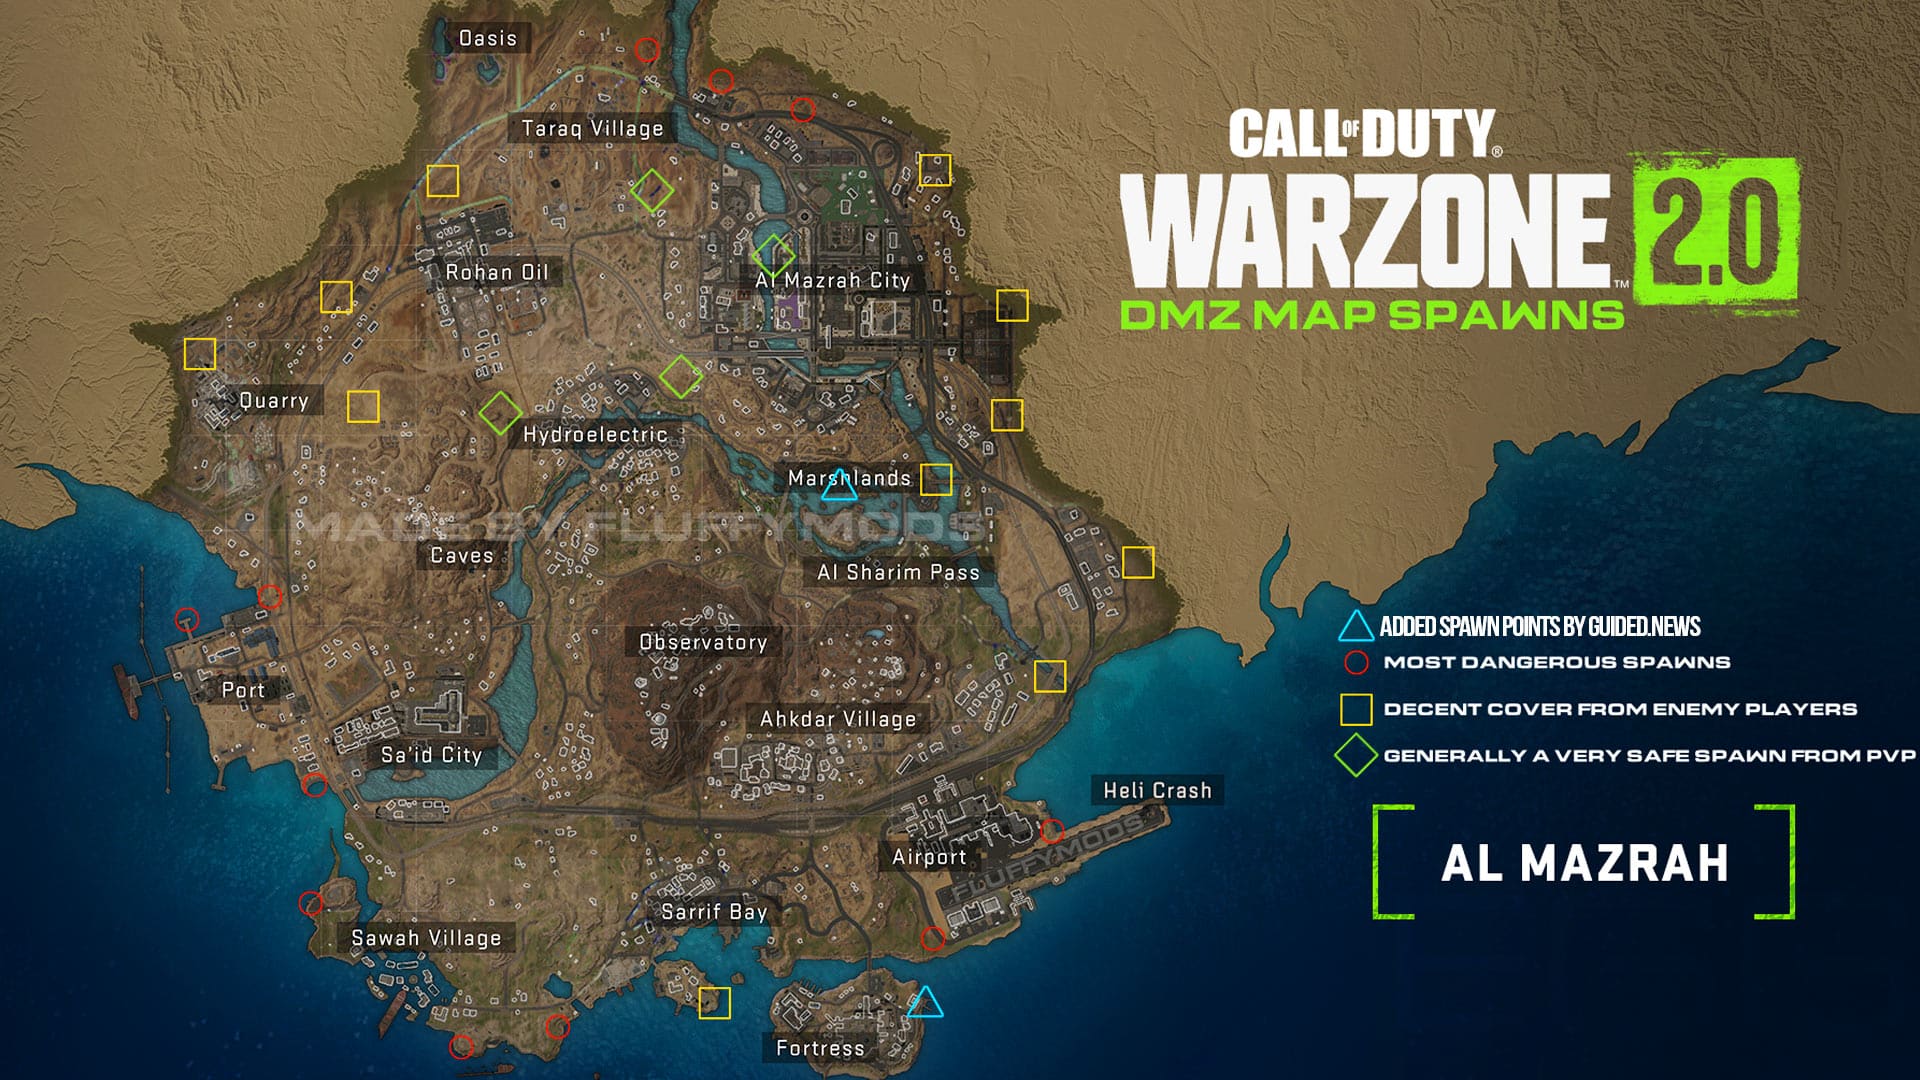 Oasis
Taraq Village
Rohan Oil
Al Mazrah City
Quarry
Hydroelectric
Marshlands
MADE BY FLUFFYMODS
Caves
Al Sharim Pass
Observatory
Port
Sa'id City
Ahkdar Village
Heli Crash
Airport
FLUFFYMODS
Sarrif Bay
Sawah Village
Fortress
CALL OF DUTY®
WARZONE™ 2.0
DMZ MAP SPAWNS
ADDED SPAWN POINTS BY GUIDED.NEWS
MOST DANGEROUS SPAWNS
DECENT COVER FROM ENEMY PLAYERS
GENERALLY A VERY SAFE SPAWN FROM PVP
AL MAZRAH